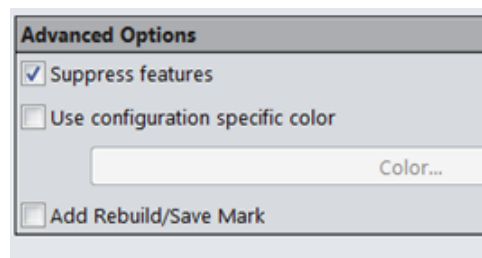 Advanced Options
Suppress features
Use configuration specific color
Color...
Add Rebuild/Save Mark